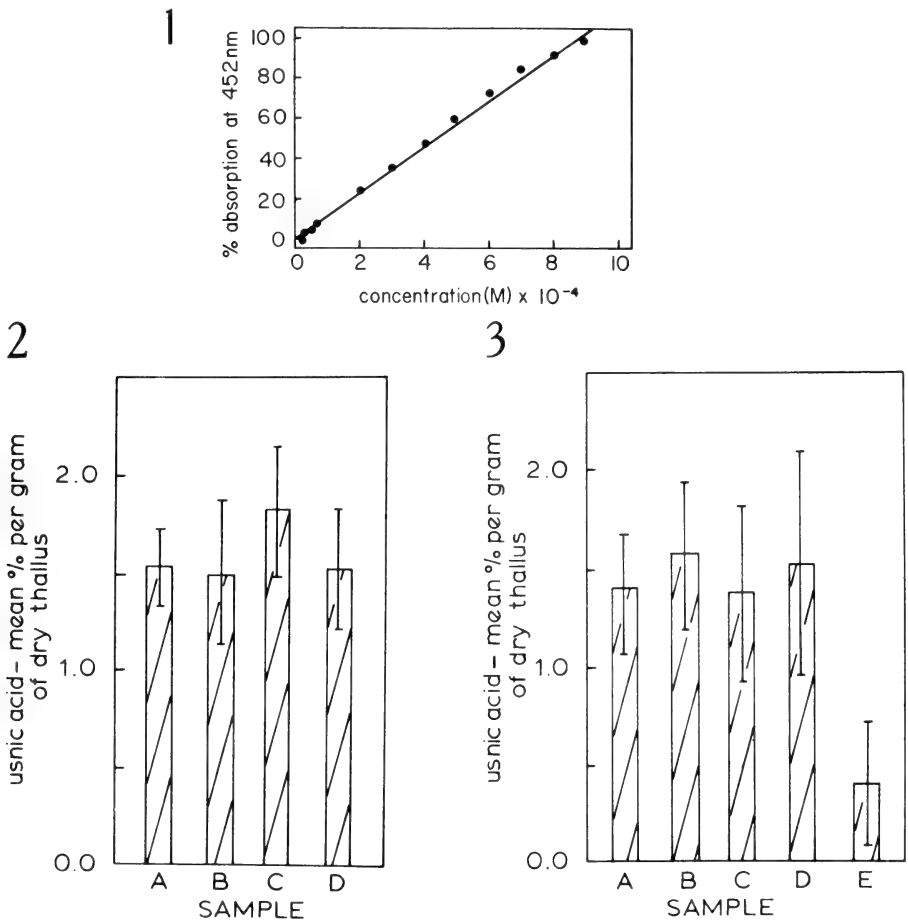 1
% absorption at 452nm
100
80
60
40
20
0
0 2 4 6 8 10
concentration(M) x 10⁻⁴
2
usnic acid – mean % per gram
of dry thallus
2.0
1.0
0.0
A B C D
SAMPLE
3
usnic acid – mean % per gram
of dry thallus
2.0
1.0
0.0
A B C D E
SAMPLE